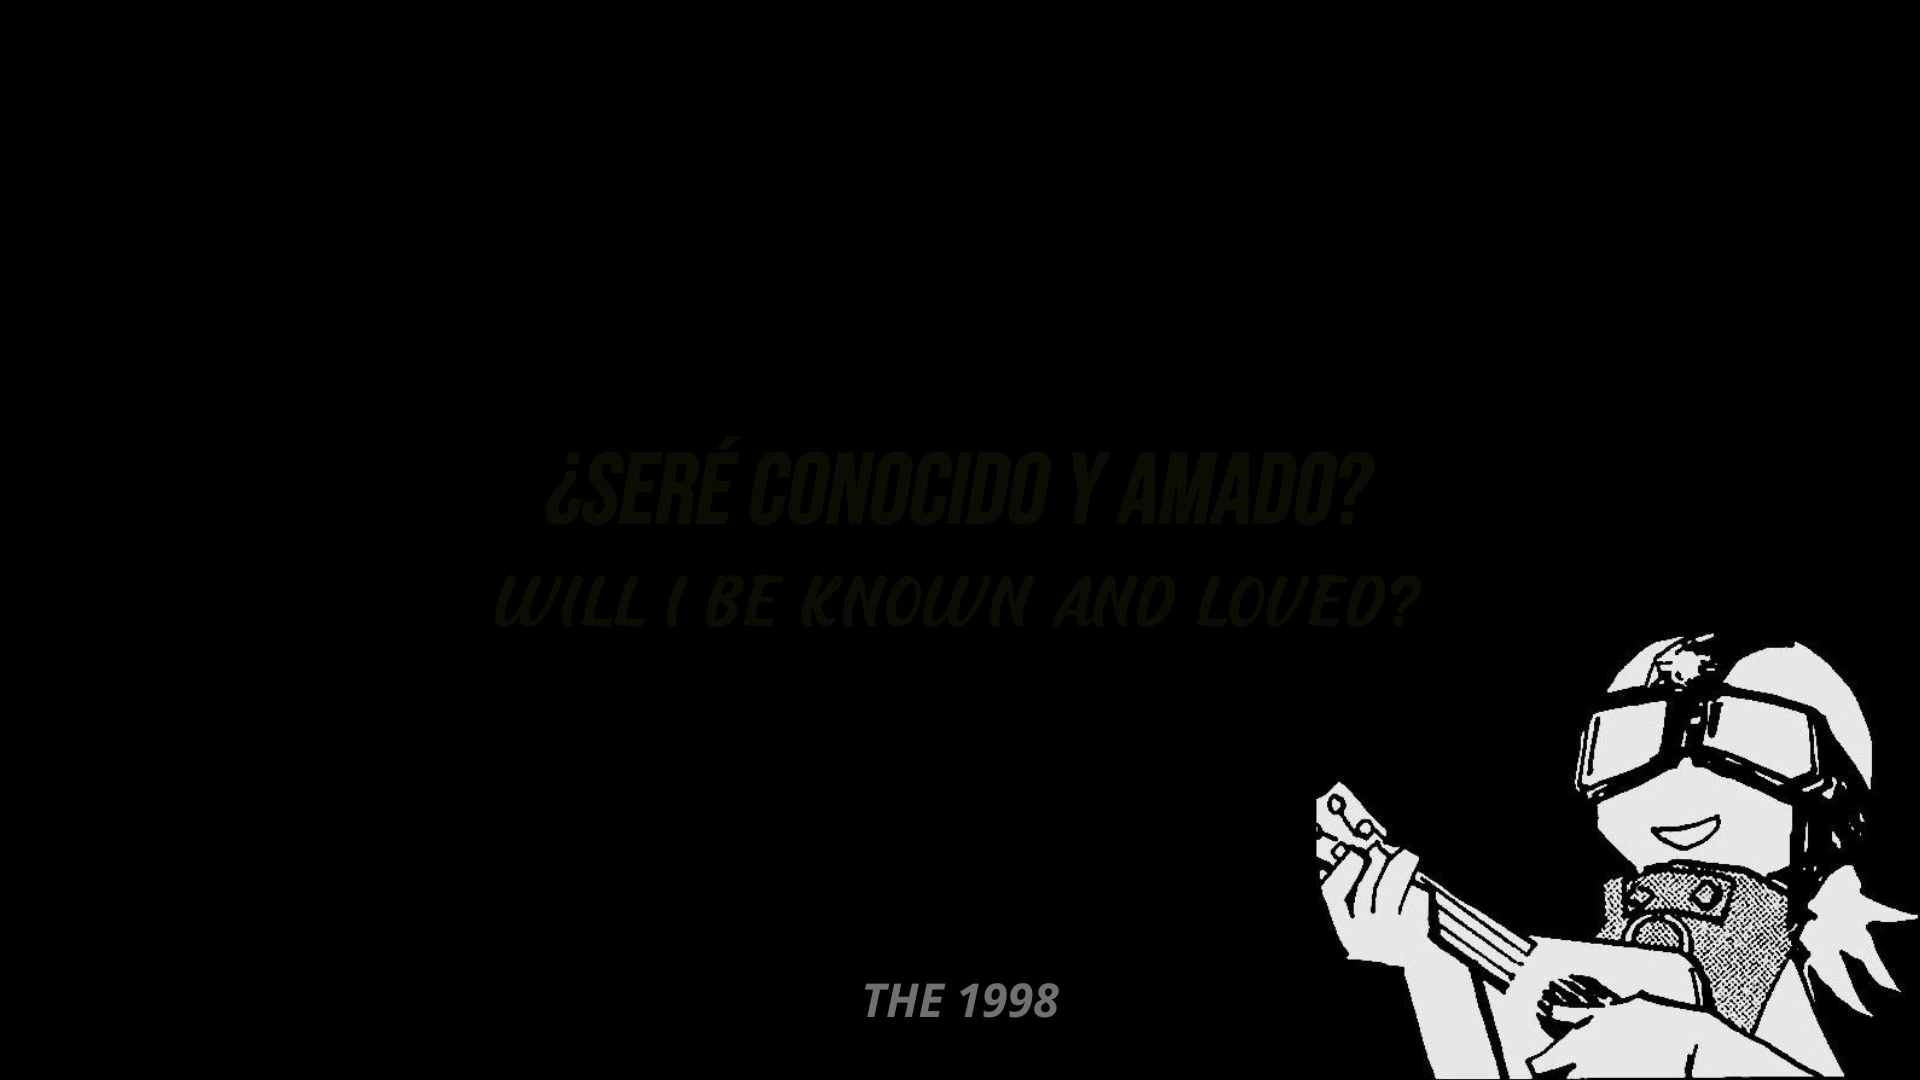 ¿SERÉ CONOCIDO Y AMADO?
WILL I BE KNOWN AND LOVED?
THE 1998